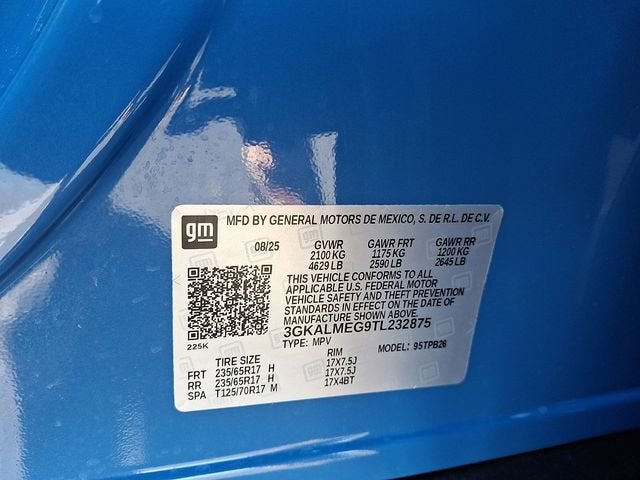 gm MFD BY GENERAL MOTORS DE MEXICO, S. DE R.L. DE C.V.
08/25 GVWR GAWR FRT GAWR RR
2100 KG 1175 KG 1200 KG
4629 LB 2590 LB 2645 LB
THIS VEHICLE CONFORMS TO ALL
APPLICABLE U.S. FEDERAL MOTOR
VEHICLE SAFETY AND THEFT PREVENTION
STANDARDS IN EFFECT ON THE DATE OF
MANUFACTURE SHOWN ABOVE.
3GKALMEG9TL232875
225K TYPE: MPV MODEL: 95TPB26
TIRE SIZE RIM
FRT 235/65R17 H 17X7.5J
RR 235/65R17 H 17X7.5J
SPA T125/70R17 M 17X4BT